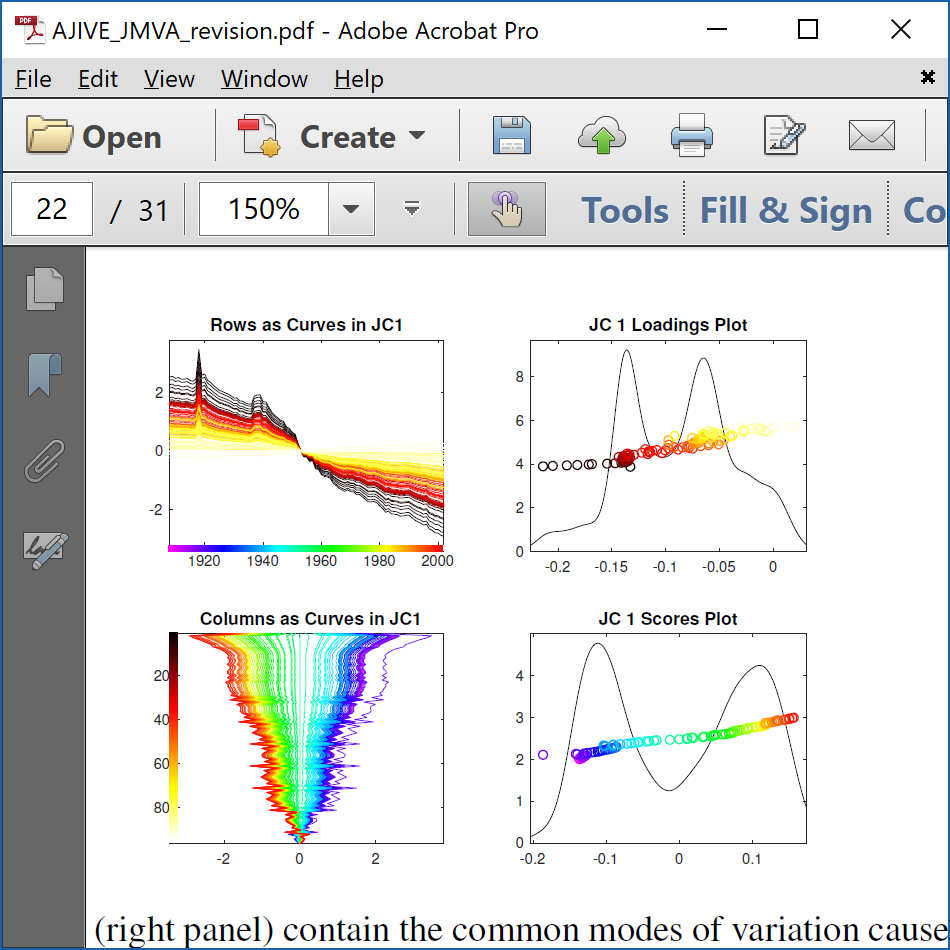 AJIVE_JMVA_revision.pdf - Adobe Acrobat Pro
File Edit View Window Help
Open Create
22 / 31 150% Tools Fill & Sign Co
Rows as Curves in JC1
2
0
-2
1920 1940 1960 1980 2000
JC 1 Loadings Plot
8
6
4
2
0
-0.2 -0.15 -0.1 -0.05 0
Columns as Curves in JC1
20
40
60
80
-2 0 2
JC 1 Scores Plot
4
3
2
1
0
-0.2 -0.1 0 0.1
(right panel) contain the common modes of variation cause